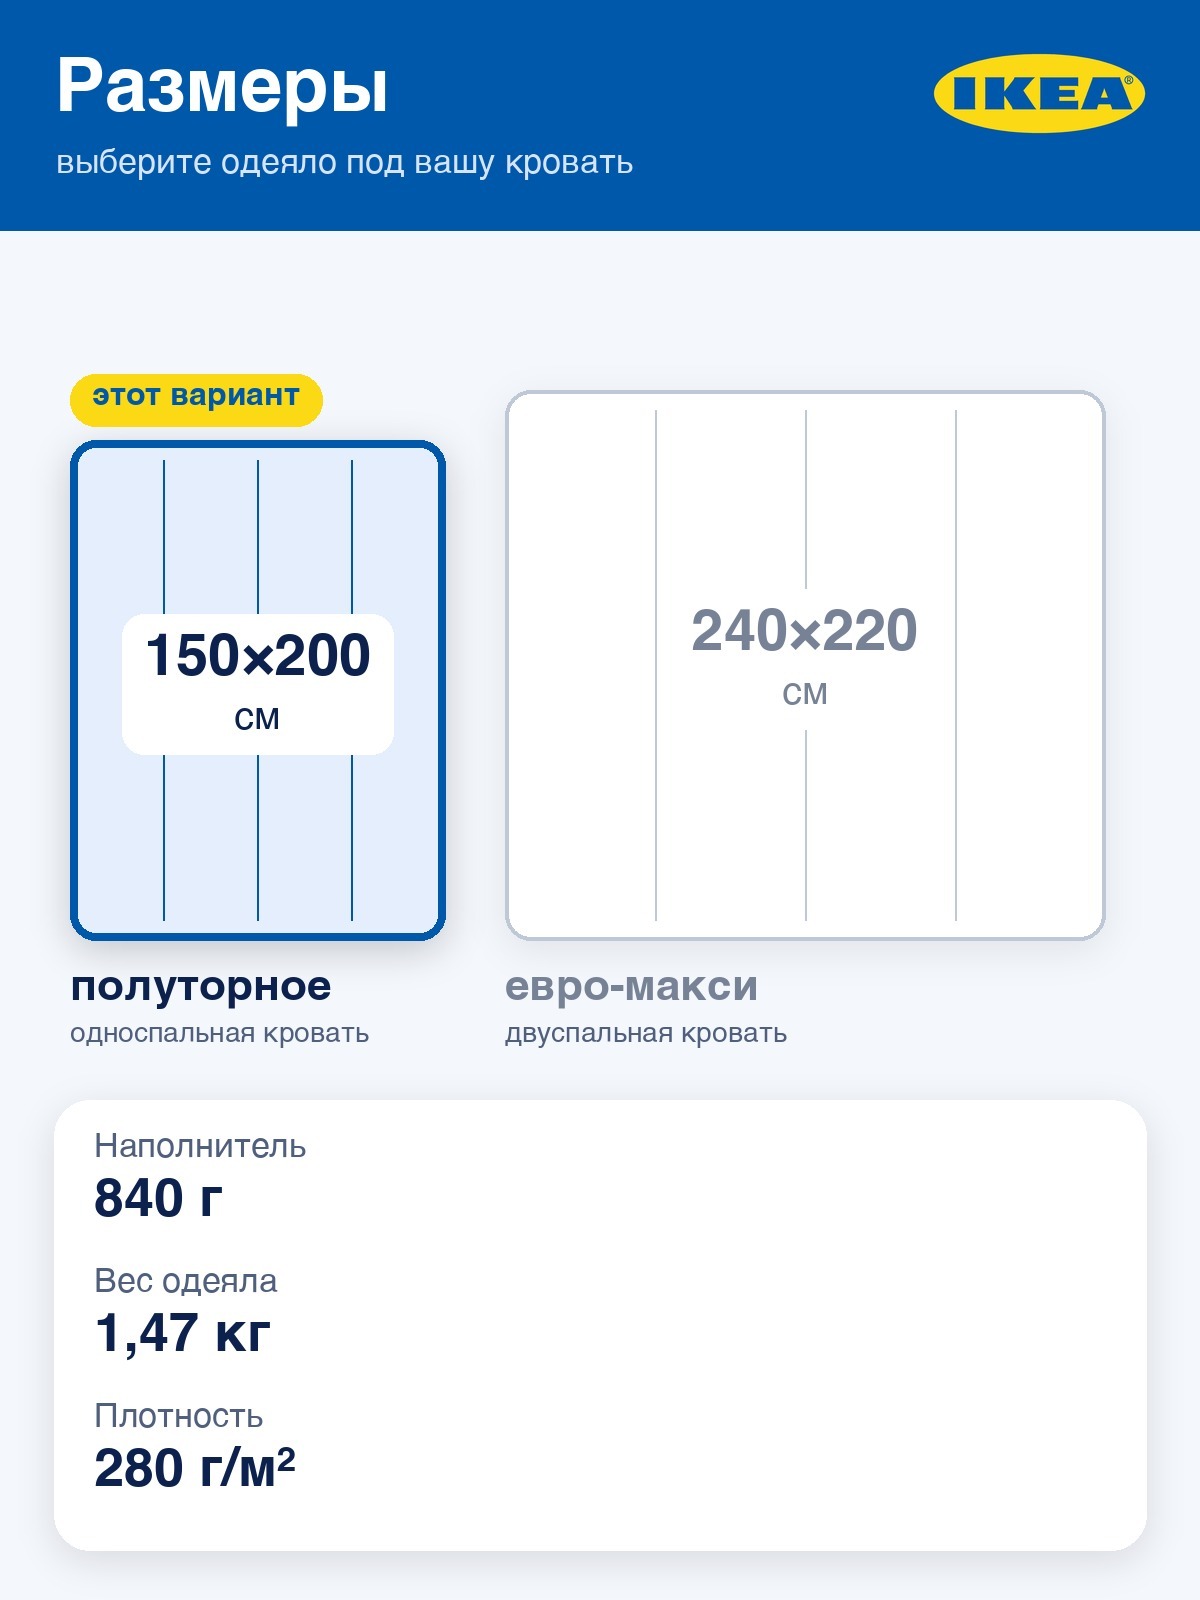 Размеры
IKEA®
выберите одеяло под вашу кровать
этот вариант
150×200
см
240×220
см
полуторное
односпальная кровать
евро-макси
двуспальная кровать
Наполнитель
840 г
Вес одеяла
1,47 кг
Плотность
280 г/м²